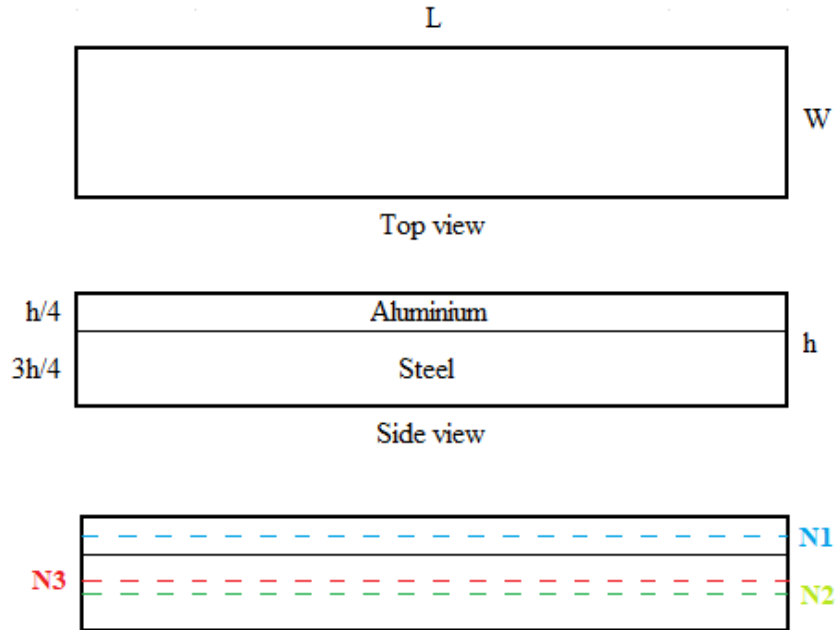 L
W
Top view
h/4
Aluminium
h
3h/4
Steel
Side view
N1
N3
N2